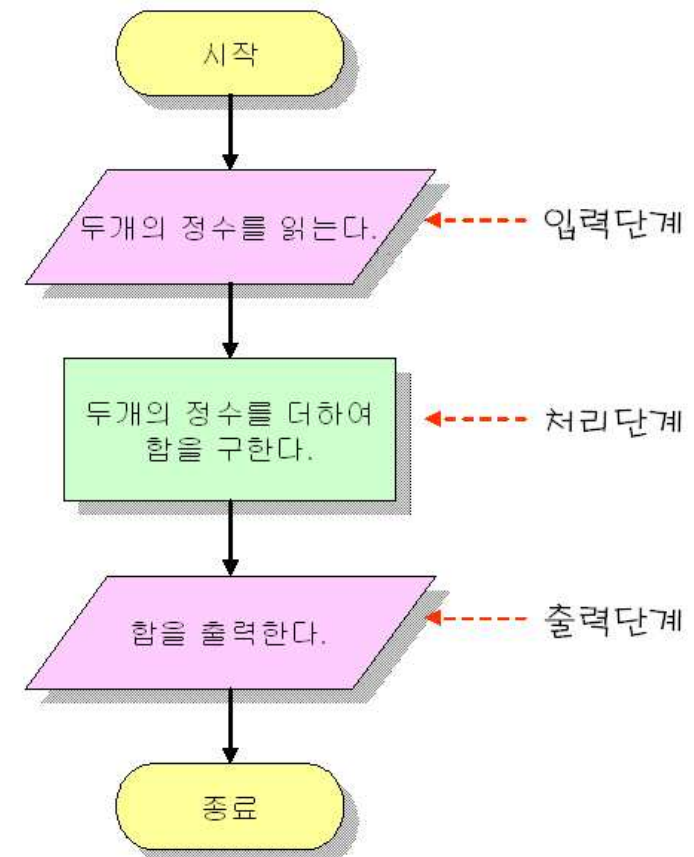 시작
두개의 정수를 읽는다.
입력단계
두개의 정수를 더하여
합을 구한다.
처리단계
합을 출력한다.
출력단계
종료